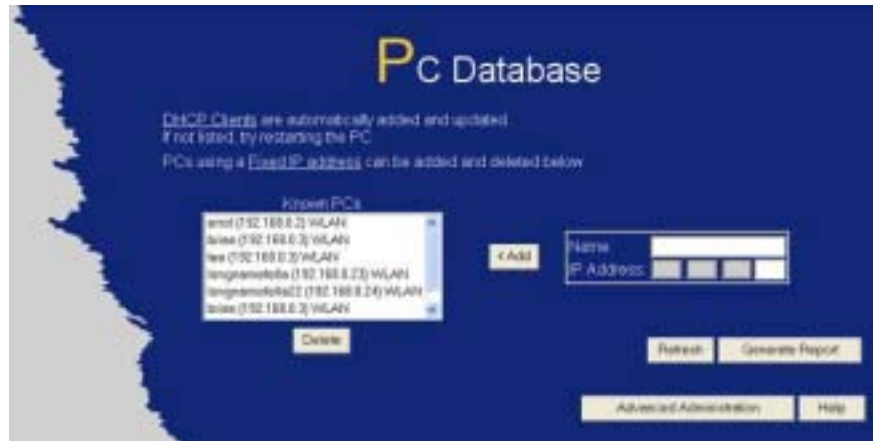 PC Database
DHCP Clients are automatically added and updated.
If not listed, try restarting the PC.
PCs using a Fixed IP address can be added and deleted below.
Known PCs
(192.168.0.2) WLAN
(192.168.0.3) WLAN
(192.168.0.3) WLAN
(192.168.0.23) WLAN
(192.168.0.24) WLAN
(192.168.0.3) WLAN
< Add
Name
IP Address
Delete
Refresh
Generate Report
Advanced Administration
Help